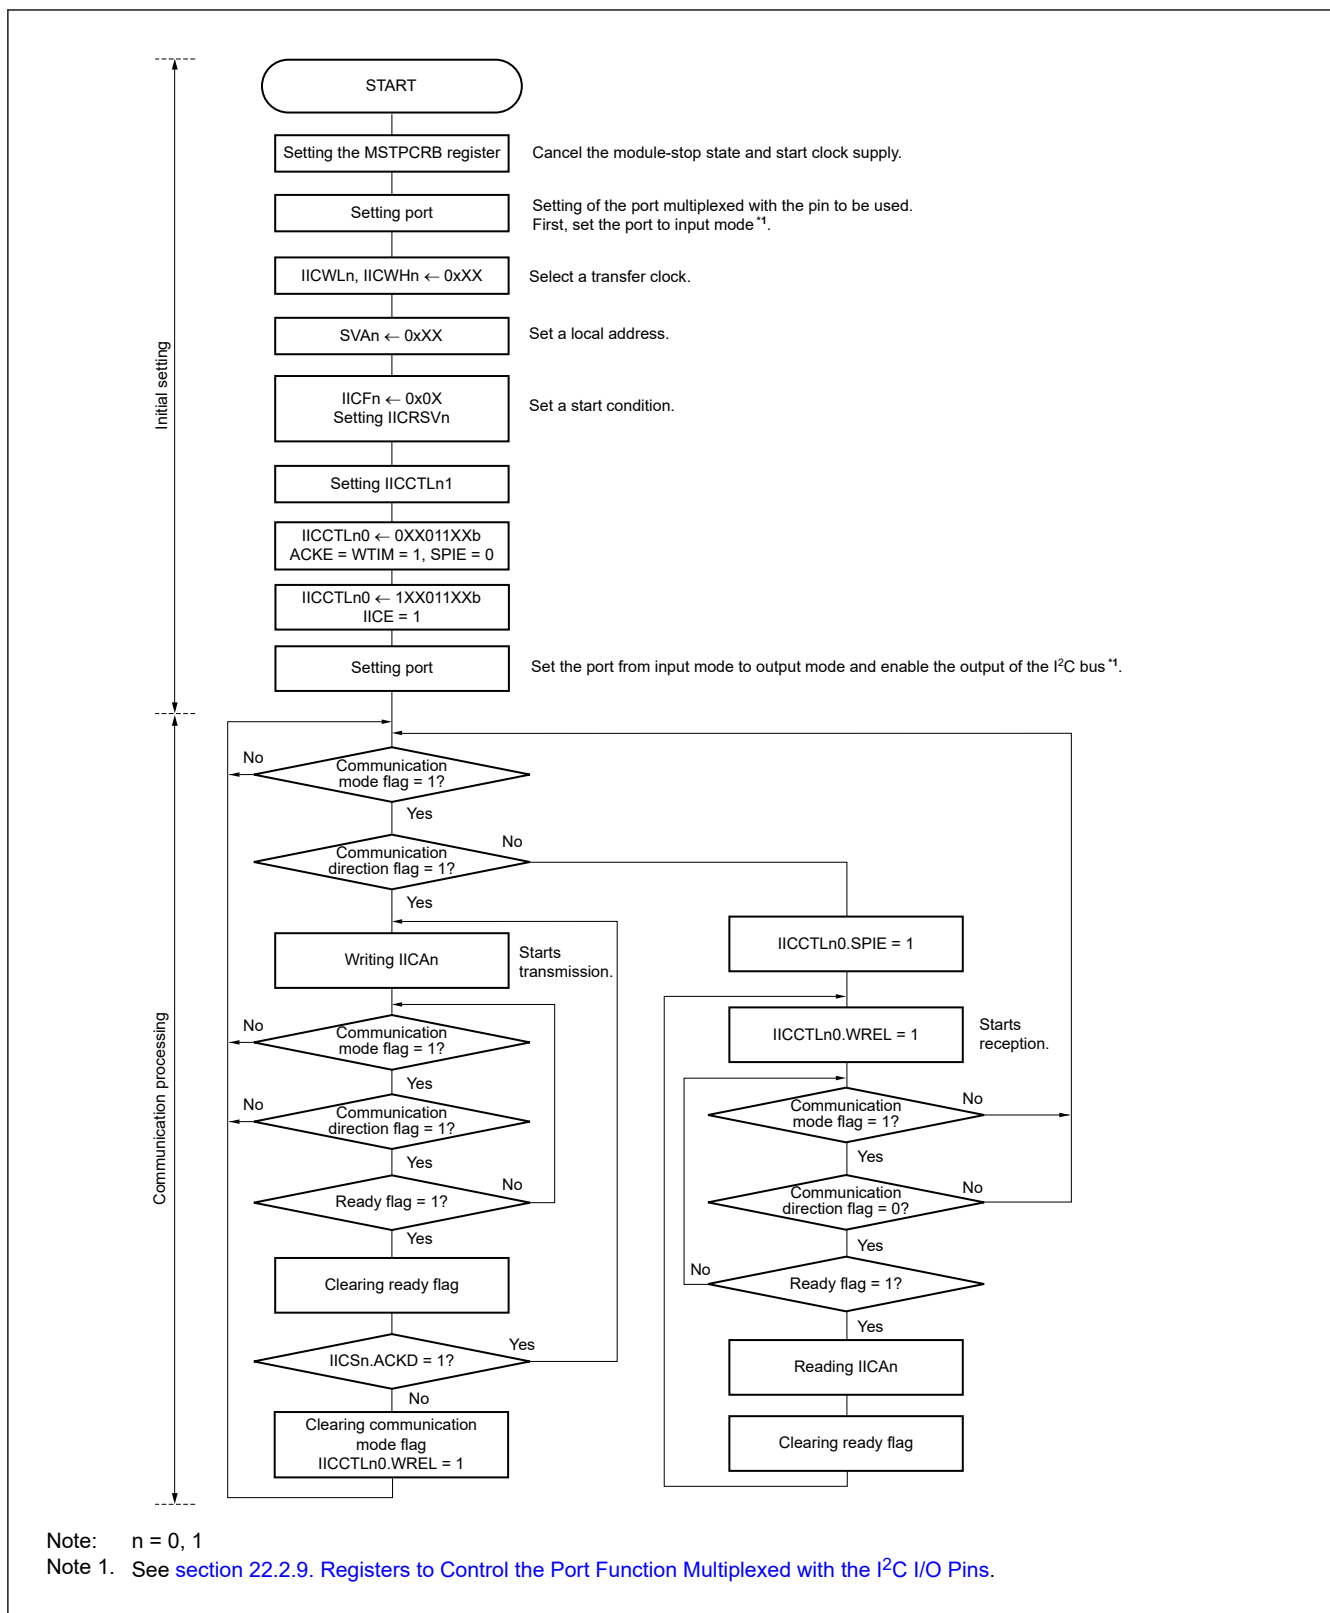 START
Setting the MSTPCRB register
Cancel the module-stop state and start clock supply.
Setting port
Setting of the port multiplexed with the pin to be used.
First, set the port to input mode *1.
IICWLn, IICWHn ← 0xXX
Select a transfer clock.
SVAn ← 0xXX
Set a local address.
IICFn ← 0x0X
Setting IICRSVn
Set a start condition.
Setting IICCTLn1
IICCTLn0 ← 0XX011XXb
ACKE = WTIM = 1, SPIE = 0
IICCTLn0 ← 1XX011XXb
IICE = 1
Setting port
Set the port from input mode to output mode and enable the output of the I²C bus *1.
Initial setting
Communication processing
Communication
mode flag = 1?
No
Yes
Communication
direction flag = 1?
No
Yes
Writing IICAn
Starts
transmission.
Communication
mode flag = 1?
No
Yes
Communication
direction flag = 1?
No
Yes
Ready flag = 1?
No
Yes
Clearing ready flag
IICSn.ACKD = 1?
Yes
No
Clearing communication
mode flag
IICCTLn0.WREL = 1
IICCTLn0.SPIE = 1
IICCTLn0.WREL = 1
Starts
reception.
Communication
mode flag = 1?
No
Yes
Communication
direction flag = 0?
No
Yes
Ready flag = 1?
No
Yes
Reading IICAn
Clearing ready flag
Note: n = 0, 1
Note 1. See section 22.2.9. Registers to Control the Port Function Multiplexed with the I²C I/O Pins.